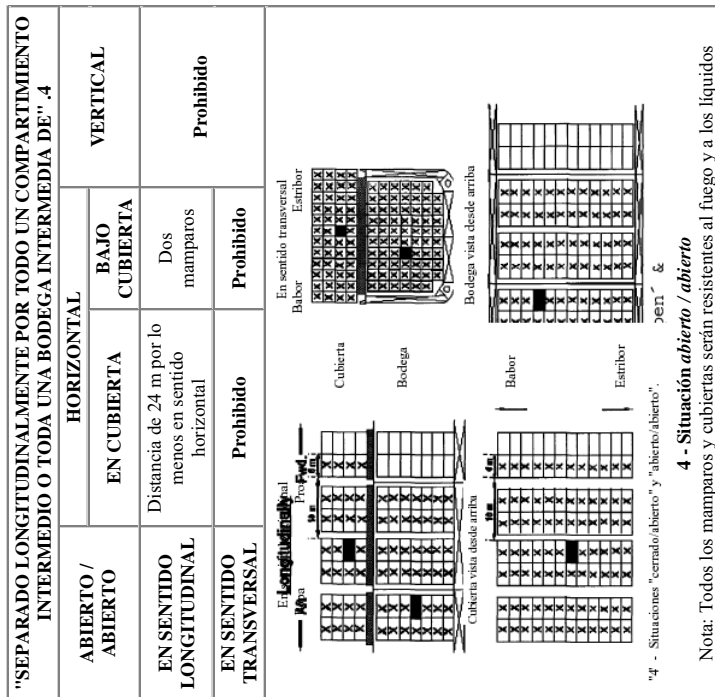 "SEPARADO LONGITUDINALMENTE POR TODO UN COMPARTIMIENTO
INTERMEDIO O TODA UNA BODEGA INTERMEDIA DE" .4
ABIERTO /
ABIERTO
HORIZONTAL
VERTICAL
EN CUBIERTA
BAJO
CUBIERTA
EN SENTIDO
LONGITUDINAL
Distancia de 24 m por lo
menos en sentido
horizontal
Dos
mamparos
Prohibido
EN SENTIDO
TRANSVERSAL
Prohibido
Prohibido
Longitudinally
Fwd.
En sentido transversal
Babor
Estribor
Cubierta
Bodega
Cubierta vista desde arriba
Bodega vista desde arriba
Babor
Estribor
"4' - Situaciones "cerrado/abierto" y "abierto/abierto".
4 - Situación abierto / abierto
Nota: Todos los mamparos y cubiertas serán resistentes al fuego y a los líquidos